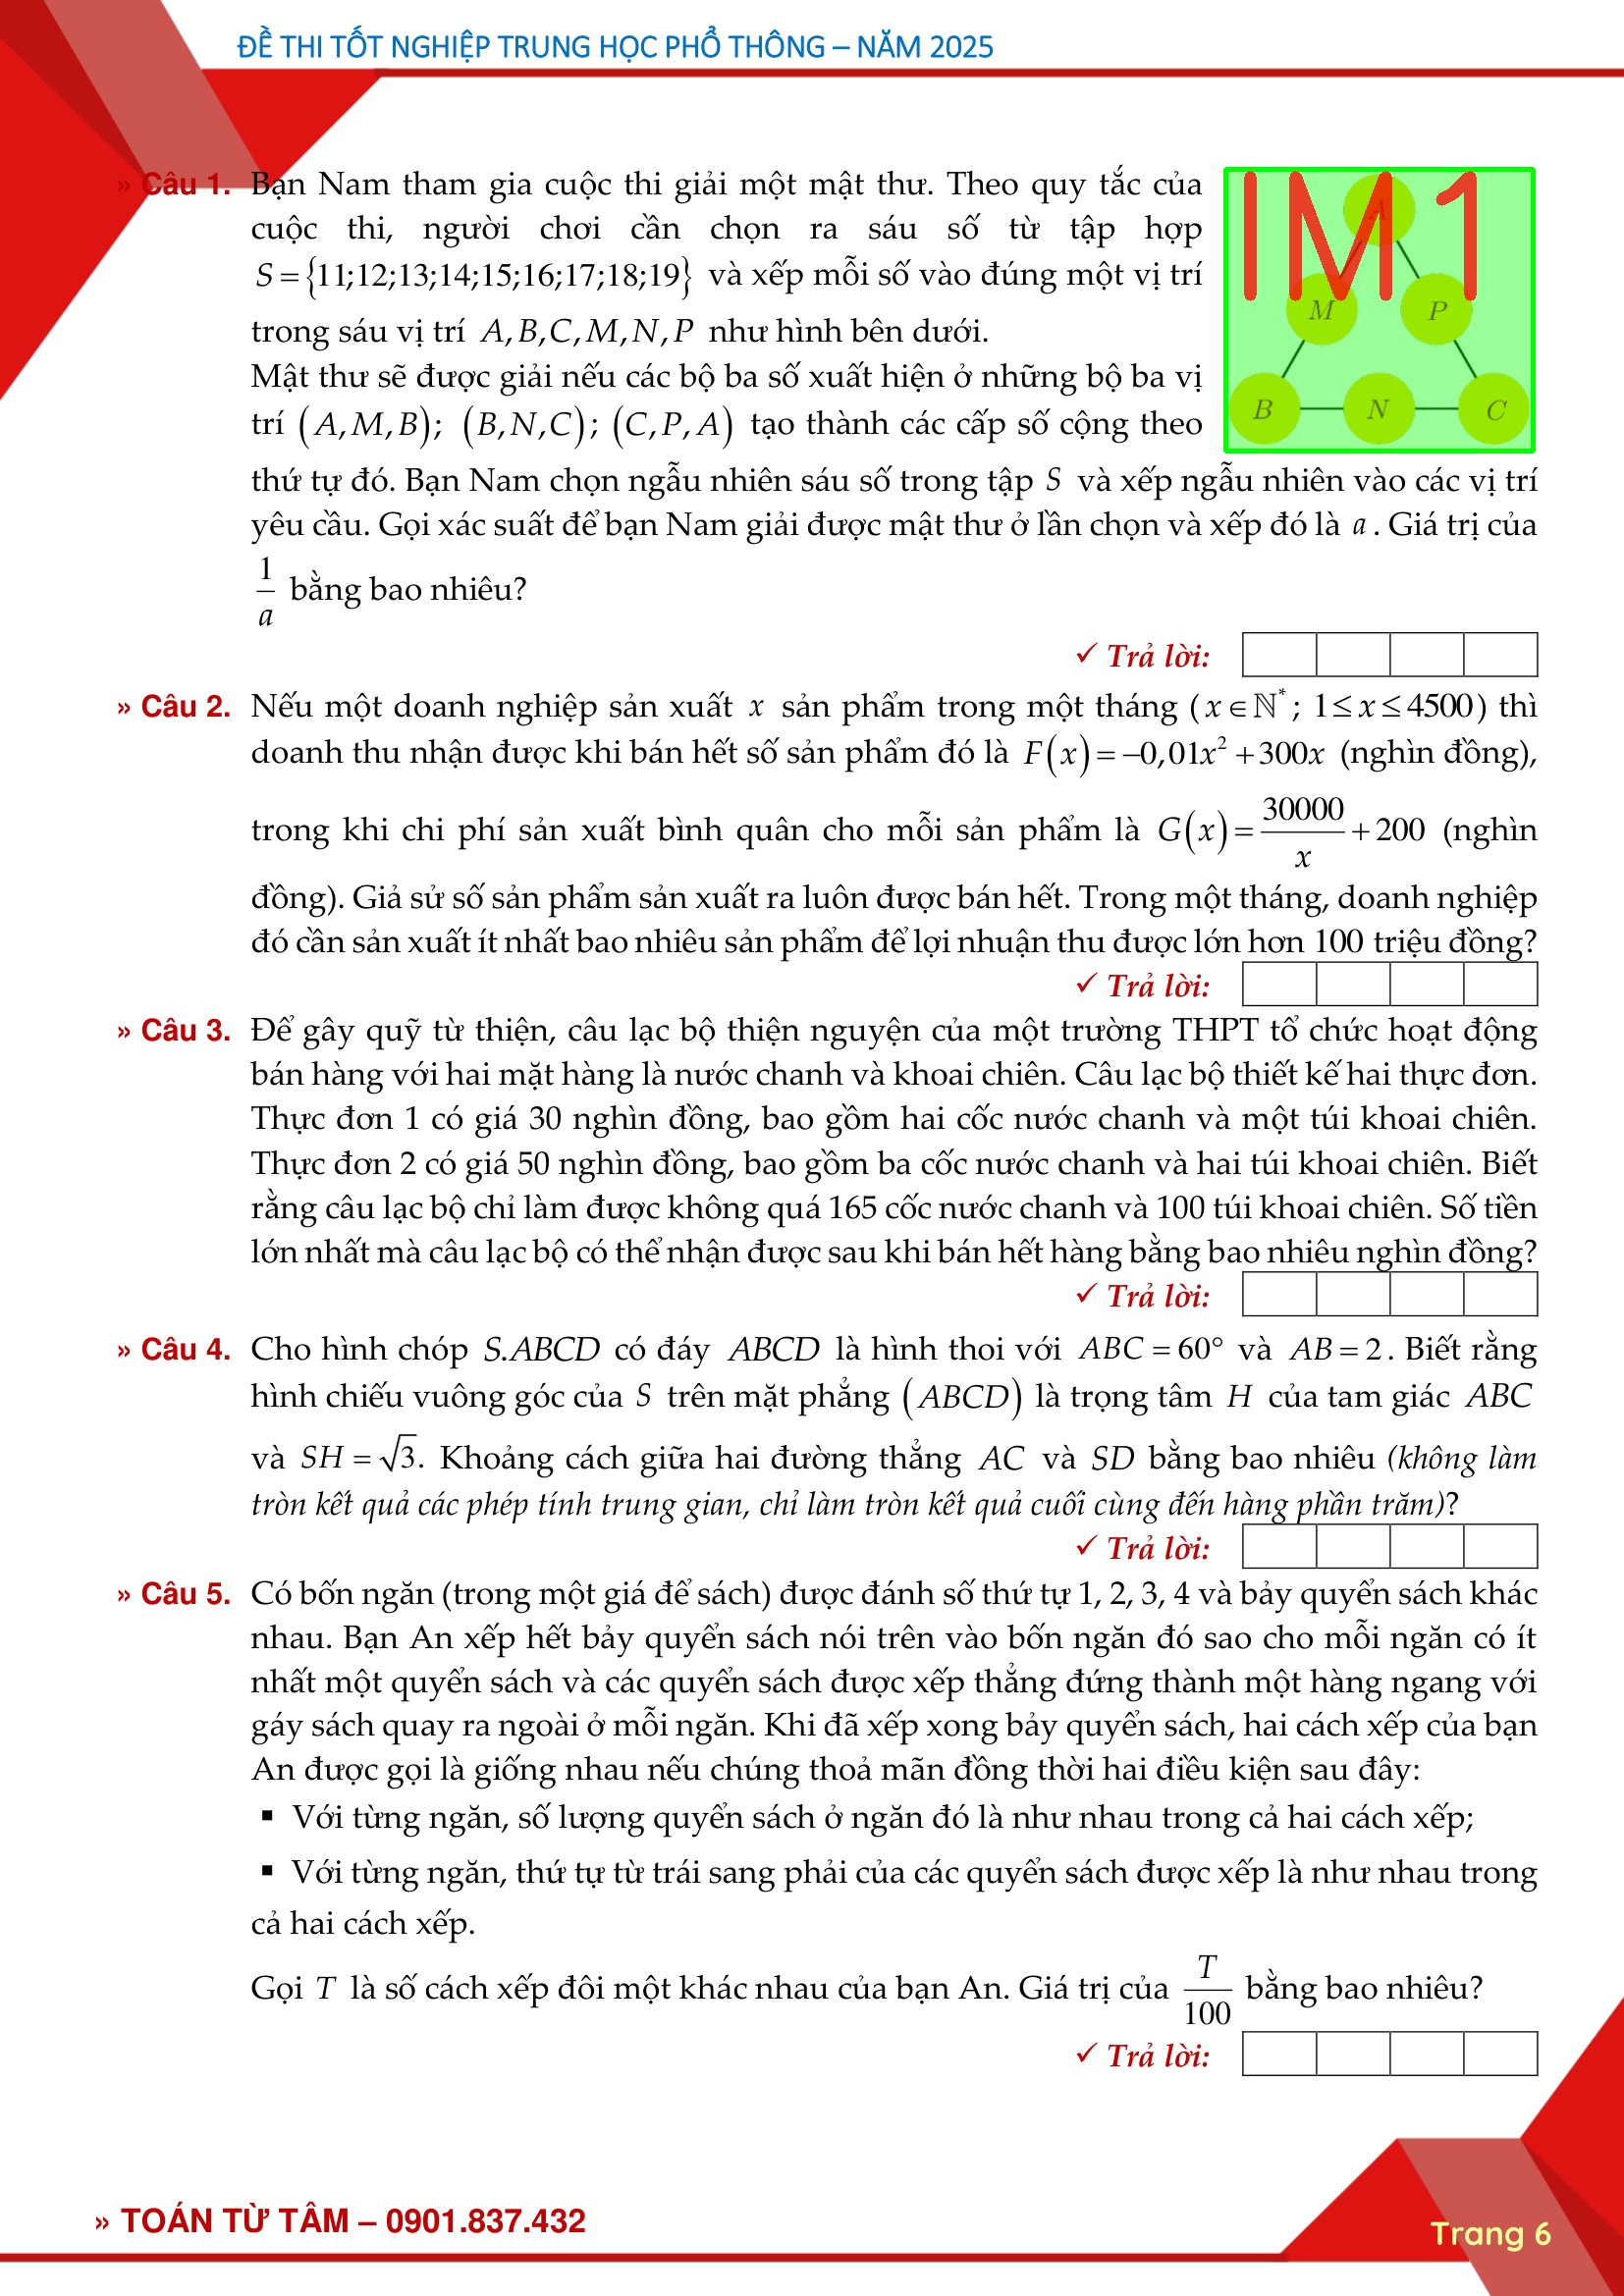 ĐỀ THI TỐT NGHIỆP TRUNG HỌC PHỔ THÔNG – NĂM 2025
» Câu 1. Bạn Nam tham gia cuộc thi giải một mật thư. Theo quy tắc của
cuộc thi, người chơi cần chọn ra sáu số từ tập hợp
S = {11;12;13;14;15;16;17;18;19} và xếp mỗi số vào đúng một vị trí
trong sáu vị trí A, B, C, M, N, P như hình bên dưới.
Mật thư sẽ được giải nếu các bộ ba số xuất hiện ở những bộ ba vị
trí (A, M, B); (B, N, C); (C, P, A) tạo thành các cấp số cộng theo
IM1
A
M P
B N C
thứ tự đó. Bạn Nam chọn ngẫu nhiên sáu số trong tập S và xếp ngẫu nhiên vào các vị trí
yêu cầu. Gọi xác suất để bạn Nam giải được mật thư ở lần chọn và xếp đó là a. Giá trị của
1/a bằng bao nhiêu?
✓ Trả lời:
» Câu 2. Nếu một doanh nghiệp sản xuất x sản phẩm trong một tháng (x ∈ ℕ*; 1 ≤ x ≤ 4500) thì
doanh thu nhận được khi bán hết số sản phẩm đó là F(x) = −0,01x² + 300x (nghìn đồng),
trong khi chi phí sản xuất bình quân cho mỗi sản phẩm là G(x) = 30000/x + 200 (nghìn
đồng). Giả sử số sản phẩm sản xuất ra luôn được bán hết. Trong một tháng, doanh nghiệp
đó cần sản xuất ít nhất bao nhiêu sản phẩm để lợi nhuận thu được lớn hơn 100 triệu đồng?
✓ Trả lời:
» Câu 3. Để gây quỹ từ thiện, câu lạc bộ thiện nguyện của một trường THPT tổ chức hoạt động
bán hàng với hai mặt hàng là nước chanh và khoai chiên. Câu lạc bộ thiết kế hai thực đơn.
Thực đơn 1 có giá 30 nghìn đồng, bao gồm hai cốc nước chanh và một túi khoai chiên.
Thực đơn 2 có giá 50 nghìn đồng, bao gồm ba cốc nước chanh và hai túi khoai chiên. Biết
rằng câu lạc bộ chỉ làm được không quá 165 cốc nước chanh và 100 túi khoai chiên. Số tiền
lớn nhất mà câu lạc bộ có thể nhận được sau khi bán hết hàng bằng bao nhiêu nghìn đồng?
✓ Trả lời:
» Câu 4. Cho hình chóp S.ABCD có đáy ABCD là hình thoi với ABC = 60° và AB = 2. Biết rằng
hình chiếu vuông góc của S trên mặt phẳng (ABCD) là trọng tâm H của tam giác ABC
và SH = √3. Khoảng cách giữa hai đường thẳng AC và SD bằng bao nhiêu (không làm
tròn kết quả các phép tính trung gian, chỉ làm tròn kết quả cuối cùng đến hàng phần trăm)?
✓ Trả lời:
» Câu 5. Có bốn ngăn (trong một giá để sách) được đánh số thứ tự 1, 2, 3, 4 và bảy quyển sách khác
nhau. Bạn An xếp hết bảy quyển sách nói trên vào bốn ngăn đó sao cho mỗi ngăn có ít
nhất một quyển sách và các quyển sách được xếp thẳng đứng thành một hàng ngang với
gáy sách quay ra ngoài ở mỗi ngăn. Khi đã xếp xong bảy quyển sách, hai cách xếp của bạn
An được gọi là giống nhau nếu chúng thoả mãn đồng thời hai điều kiện sau đây:
▪ Với từng ngăn, số lượng quyển sách ở ngăn đó là như nhau trong cả hai cách xếp;
▪ Với từng ngăn, thứ tự từ trái sang phải của các quyển sách được xếp là như nhau trong
cả hai cách xếp.
Gọi T là số cách xếp đôi một khác nhau của bạn An. Giá trị của T/100 bằng bao nhiêu?
✓ Trả lời:
» TOÁN TỪ TÂM – 0901.837.432
Trang 6